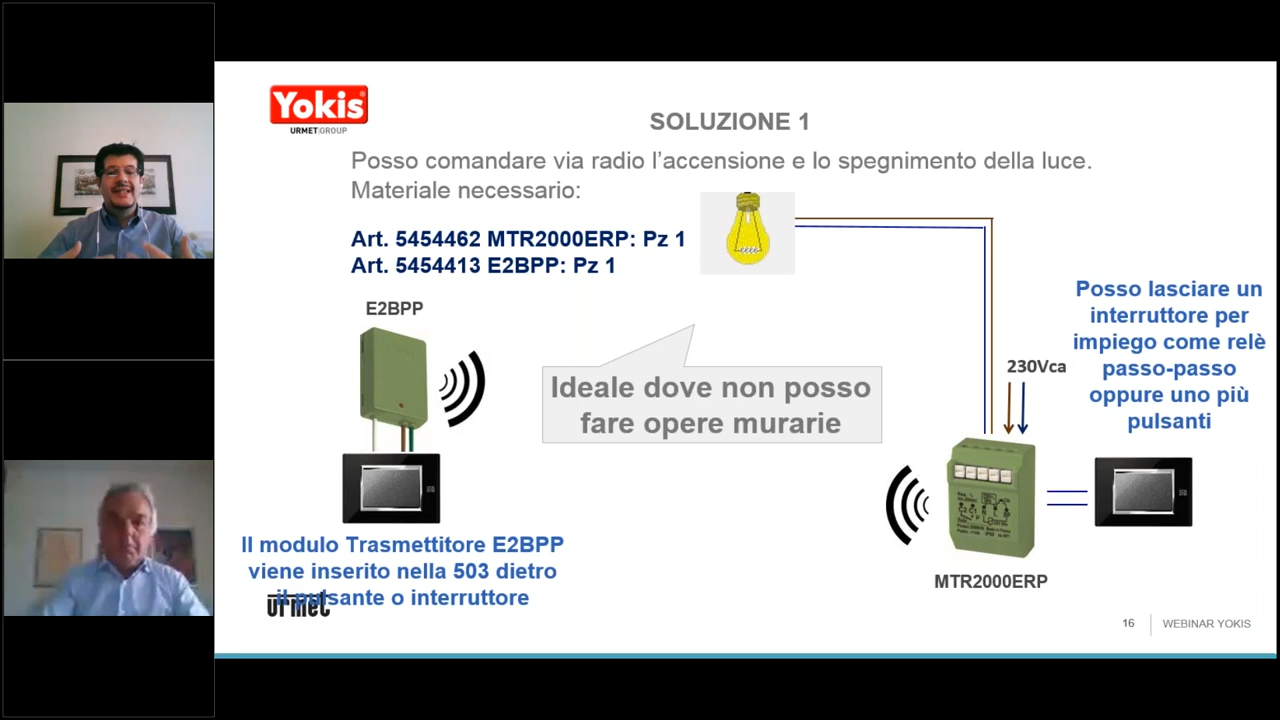 Yokis
URMET GROUP
SOLUZIONE 1
Posso comandare via radio l'accensione e lo spegnimento della luce.
Materiale necessario:
Art. 5454462 MTR2000ERP: Pz 1
Art. 5454413 E2BPP: Pz 1
E2BPP
Ideale dove non posso
fare opere murarie
Posso lasciare un
interruttore per
impiego come relè
passo-passo
oppure uno più
pulsanti
230Vca
MTR2000ERP
Il modulo Trasmettitore E2BPP
viene inserito nella 503 dietro
il pulsante o interruttore
urmet
16
WEBINAR YOKIS